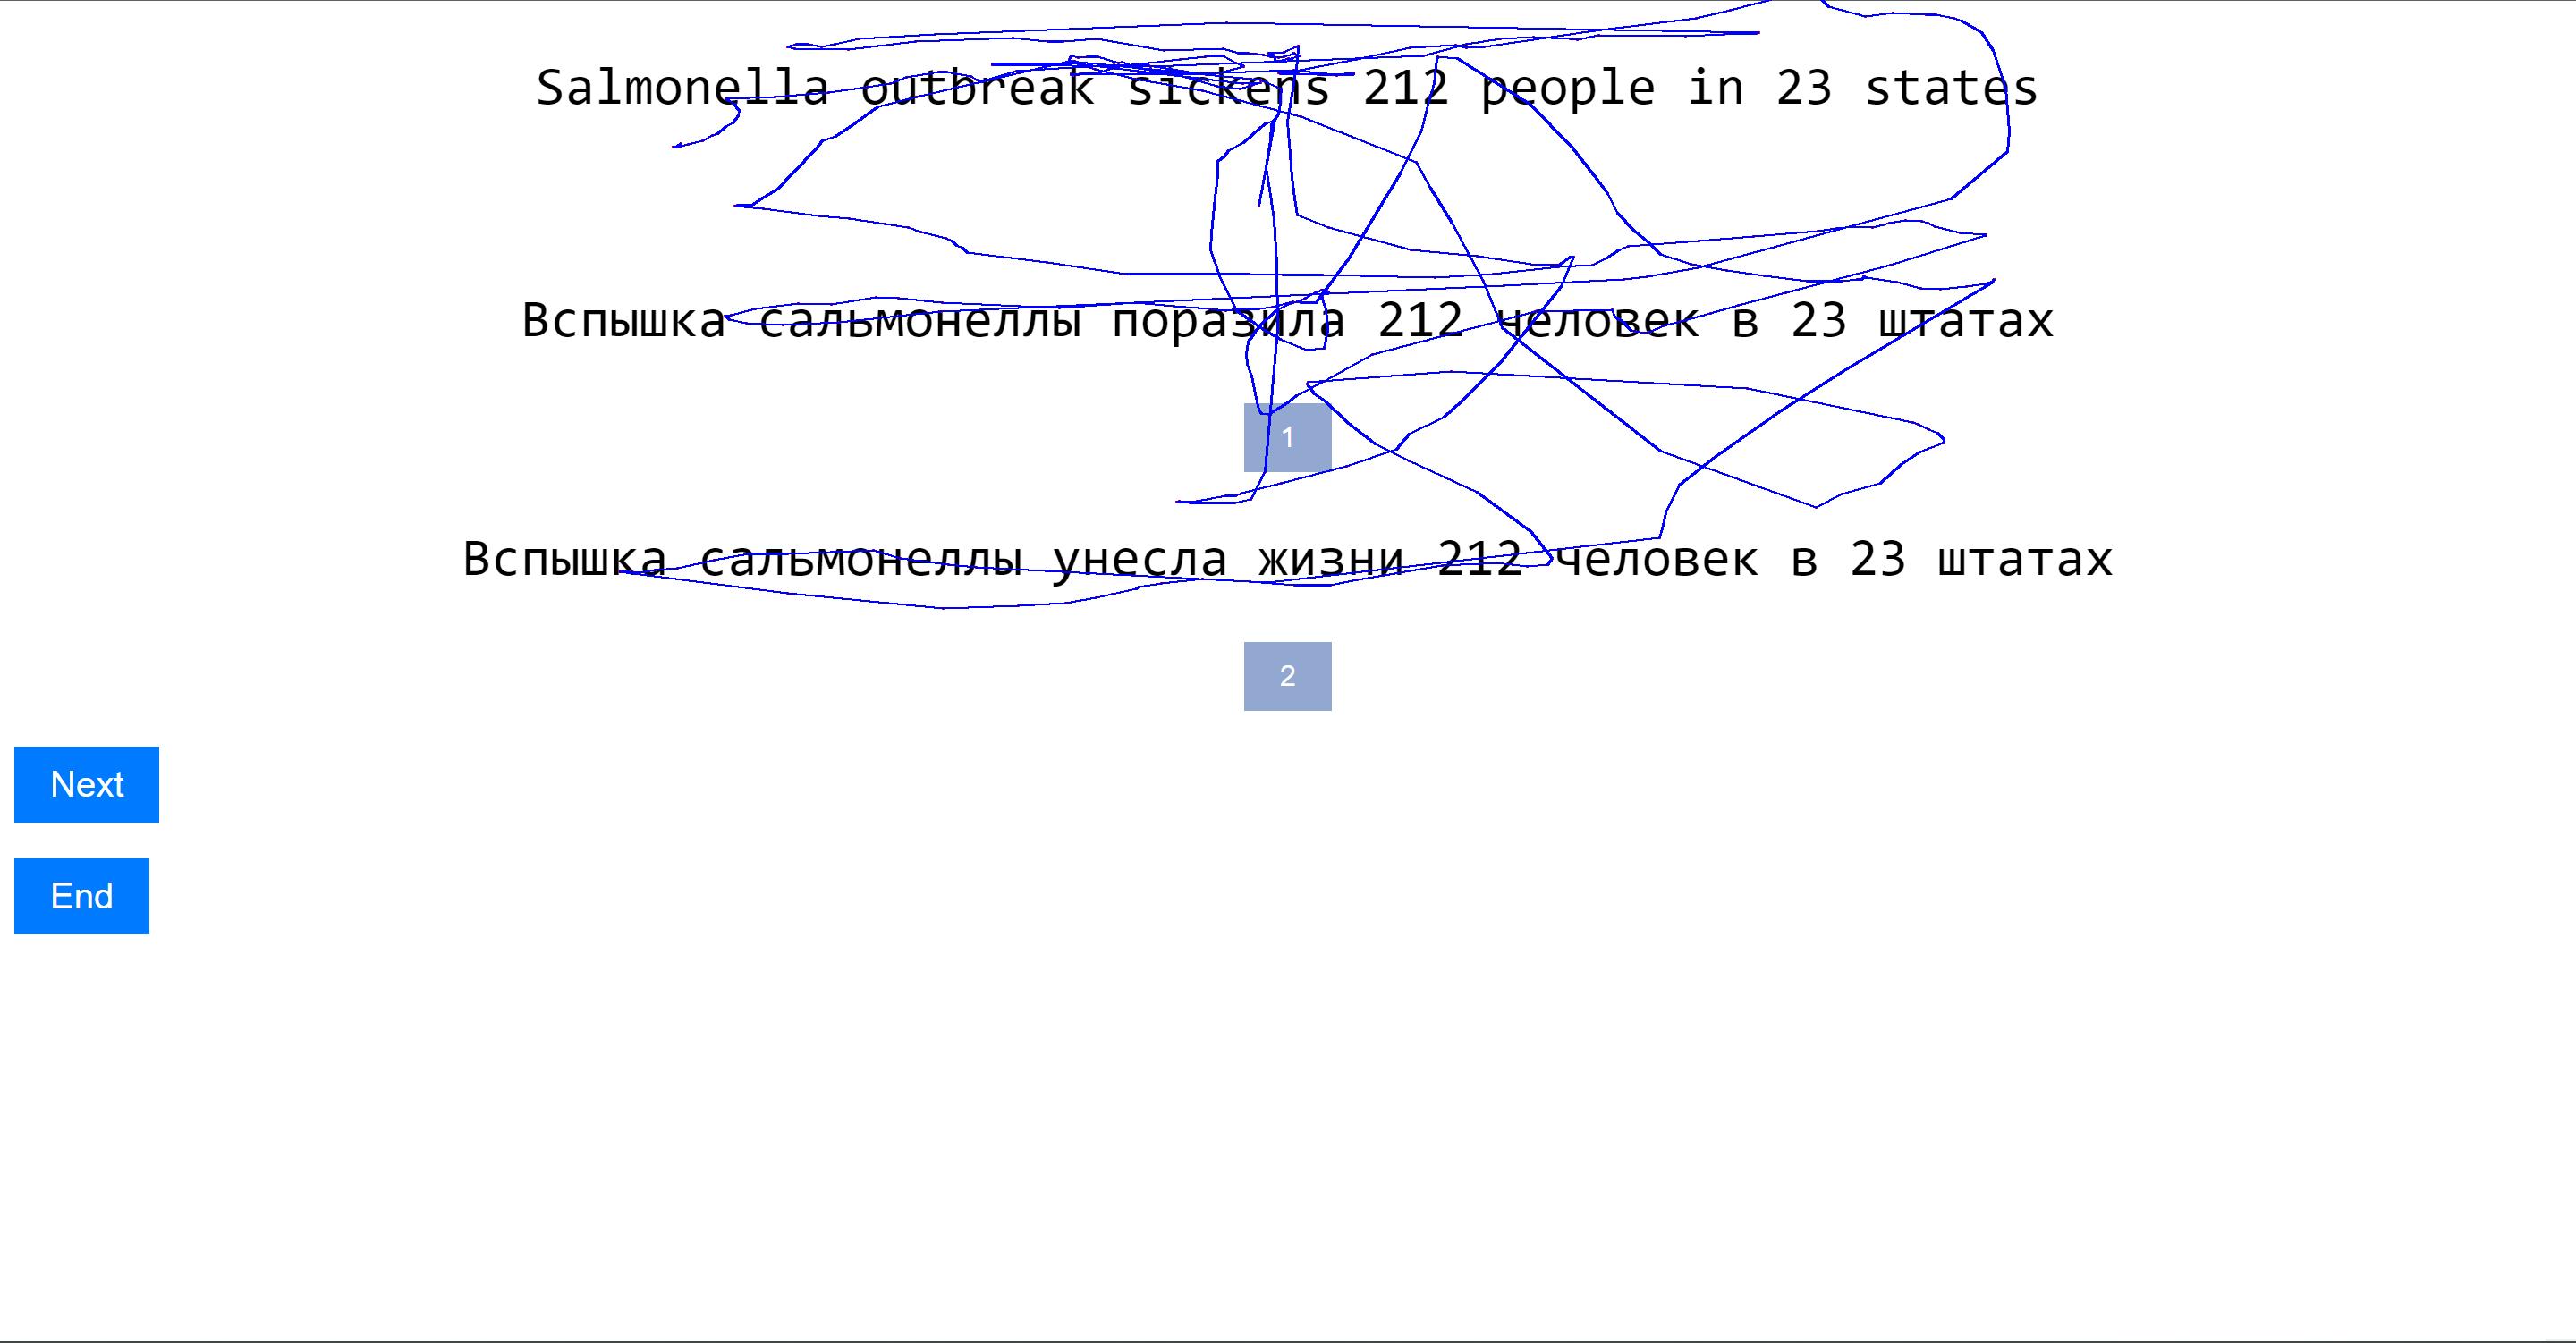 Salmonella outbreak sickens 212 people in 23 states
Вспышка сальмонеллы поразила 212 человек в 23 штатах
1
Вспышка сальмонеллы унесла жизни 212 человек в 23 штатах
2
Next
End